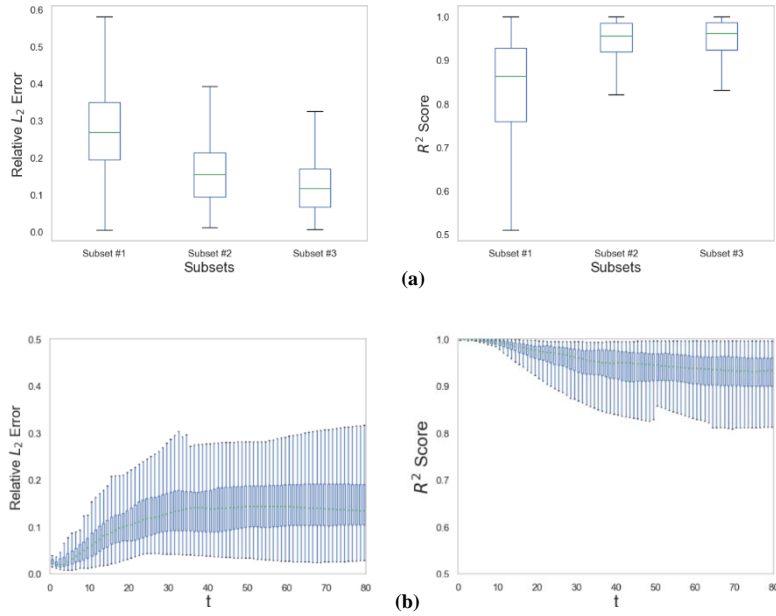 Relative L₂ Error
0.6
0.5
0.4
0.3
0.2
0.1
0.0
Subset #1 Subset #2 Subset #3
Subsets
R² Score
1.0
0.9
0.8
0.7
0.6
0.5
Subset #1 Subset #2 Subset #3
Subsets
(a)
Relative L₂ Error
0.5
0.4
0.3
0.2
0.1
0.0
0 10 20 30 40 50 60 70 80
t
R² Score
1.0
0.9
0.8
0.7
0.6
0.5
0 10 20 30 40 50 60 70 80
t
(b)